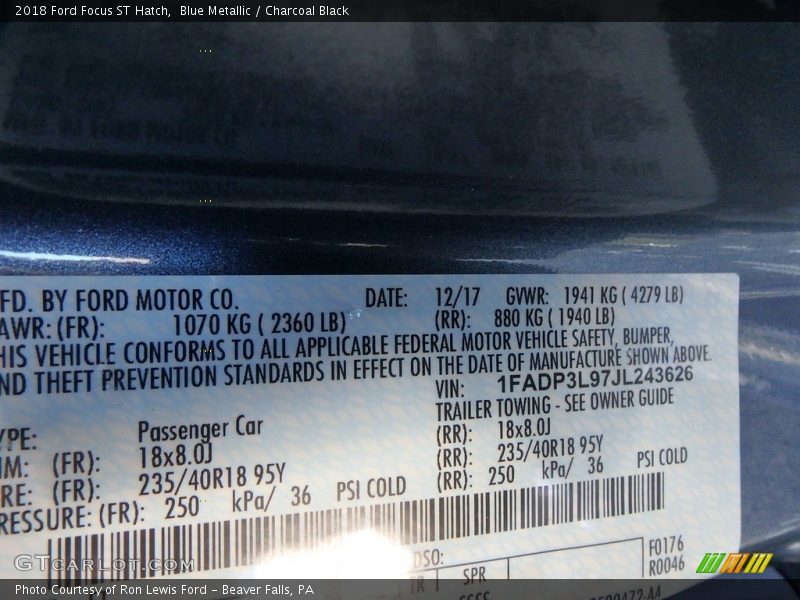 2018 Ford Focus ST Hatch,  Blue Metallic / Charcoal Black
FD. BY FORD MOTOR CO. DATE: 12/17 GVWR: 1941 KG ( 4279 LB)
AWR: (FR): 1070 KG ( 2360 LB) (RR): 880 KG ( 1940 LB)
HIS VEHICLE CONFORMS TO ALL APPLICABLE FEDERAL MOTOR VEHICLE SAFETY, BUMPER,
ND THEFT PREVENTION STANDARDS IN EFFECT ON THE DATE OF MANUFACTURE SHOWN ABOVE.
VIN: 1FADP3L97JL243626
TRAILER TOWING - SEE OWNER GUIDE
YPE: Passenger Car
IM: (FR): 18x8.0J (RR): 18x8.0J
RE: (FR): 235/40R18 95Y (RR): 235/40R18 95Y
RESSURE: (FR): 250 kPa/ 36 PSI COLD (RR): 250 kPa/ 36 PSI COLD
DSO: F0176
TR SPR R0046
GTCarLot.com
Photo Courtesy of Ron Lewis Ford - Beaver Falls, PA